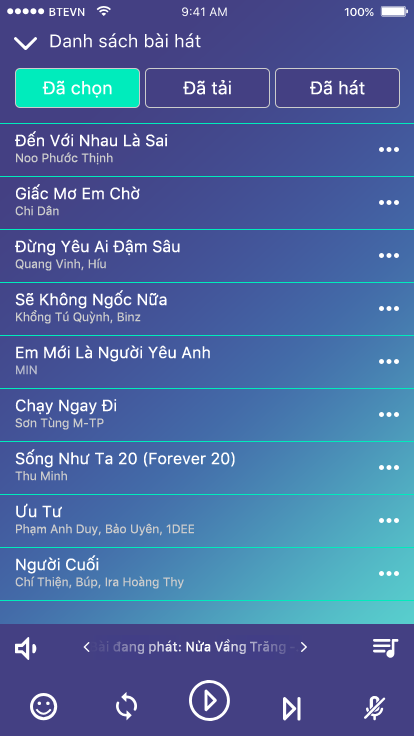 BTEVN 9:41 AM 100%
Danh sách bài hát
Đã chọn Đã tải Đã hát
Đến Với Nhau Là Sai
Noo Phước Thịnh
Giấc Mơ Em Chờ
Chi Dân
Đừng Yêu Ai Đậm Sâu
Quang Vinh, Híu
Sẽ Không Ngốc Nữa
Khổng Tú Quỳnh, Binz
Em Mới Là Người Yêu Anh
MIN
Chạy Ngay Đi
Sơn Tùng M-TP
Sống Như Ta 20 (Forever 20)
Thu Minh
Ưu Tư
Phạm Anh Duy, Bảo Uyên, 1DEE
Người Cuối
Chí Thiện, Búp, Ira Hoàng Thy
Bài đang phát: Nửa Vầng Trăng -